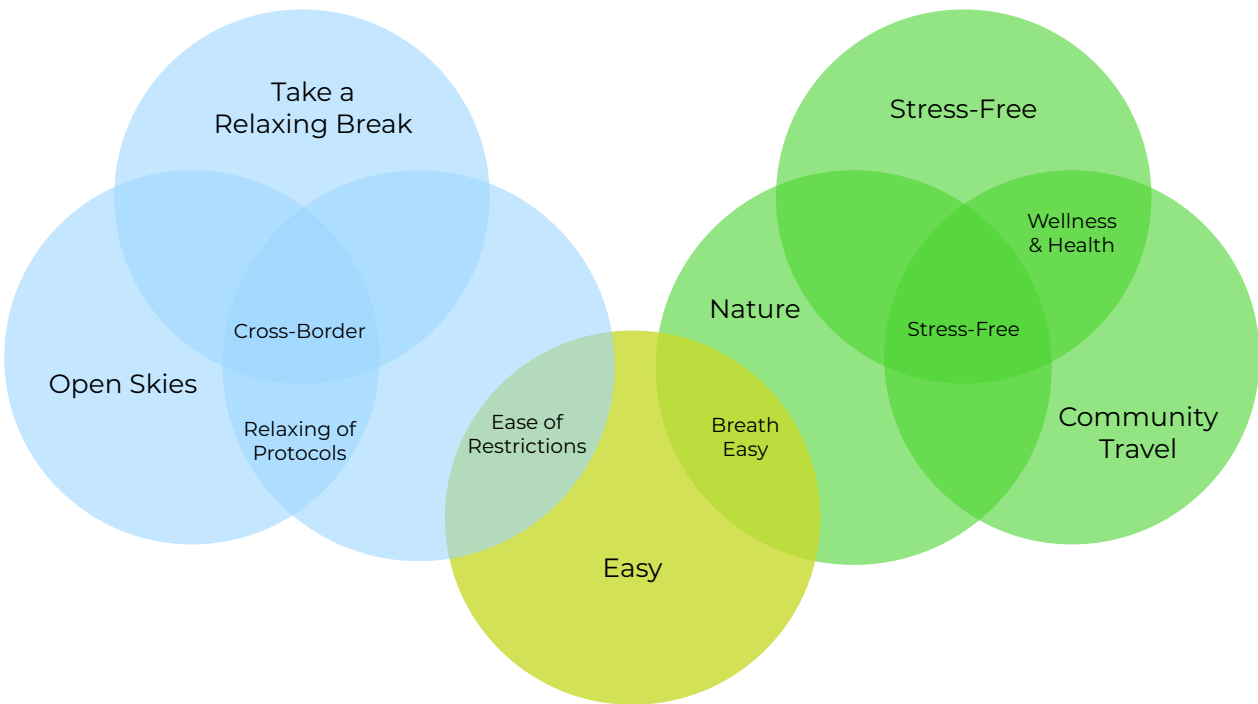 Take a
Relaxing Break
Open Skies
Cross-Border
Relaxing of
Protocols
Ease of
Restrictions
Easy
Breath
Easy
Nature
Stress-Free
Wellness
& Health
Stress-Free
Community
Travel